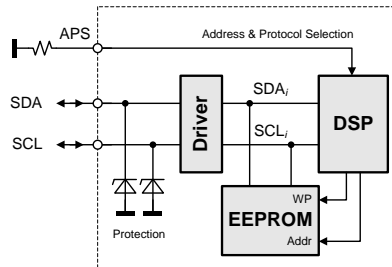 APS
Address & Protocol Selection
SDA
SDAi
SCL
SCLi
Driver
DSP
WP
EEPROM
Addr
Protection